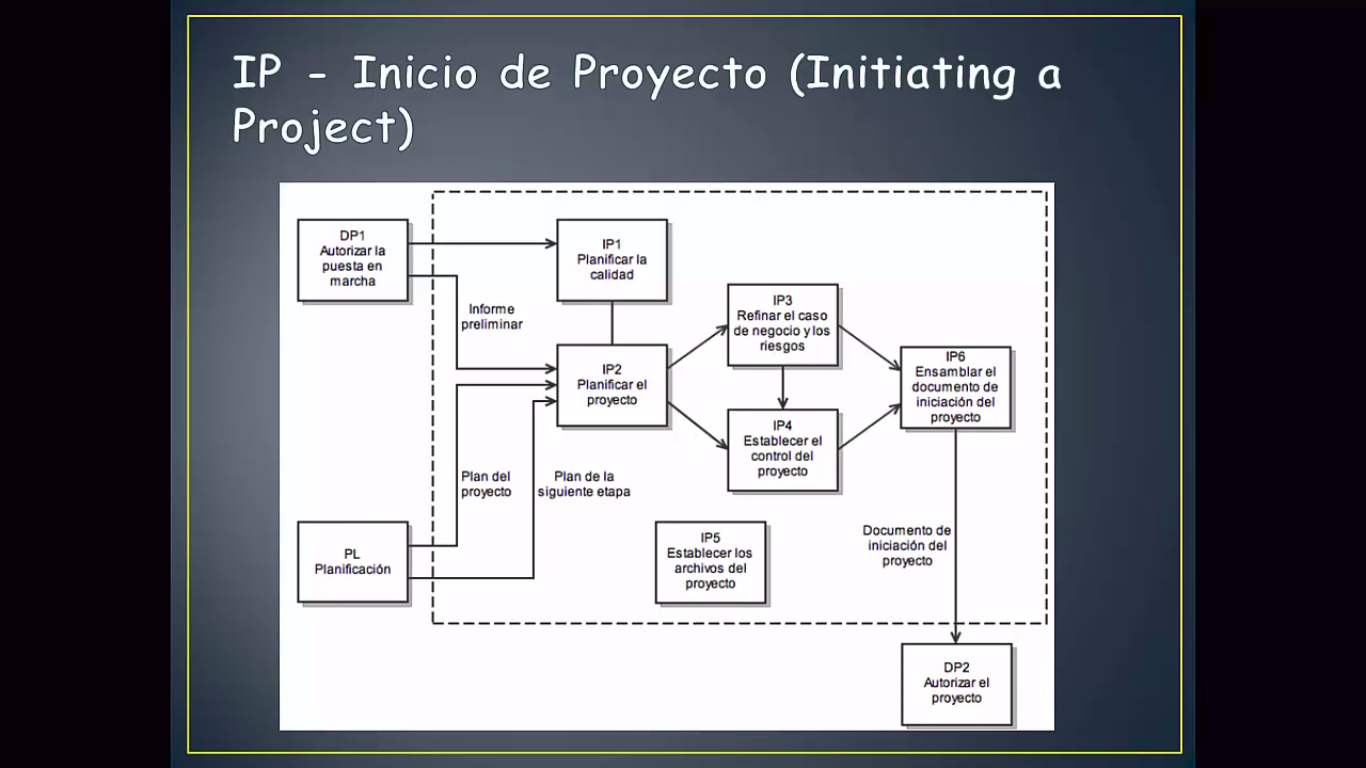 IP - Inicio de Proyecto (Initiating a
Project)
DP1
Autorizar la
puesta en
marcha
IP1
Planificar la
calidad
Informe
preliminar
IP2
Planificar el
proyecto
IP3
Refinar el caso
de negocio y los
riesgos
IP4
Establecer el
control del
proyecto
IP6
Ensamblar el
documento de
iniciación del
proyecto
Plan del
proyecto
Plan de la
siguiente etapa
PL
Planificación
IP5
Establecer los
archivos del
proyecto
Documento de
iniciación del
proyecto
DP2
Autorizar el
proyecto